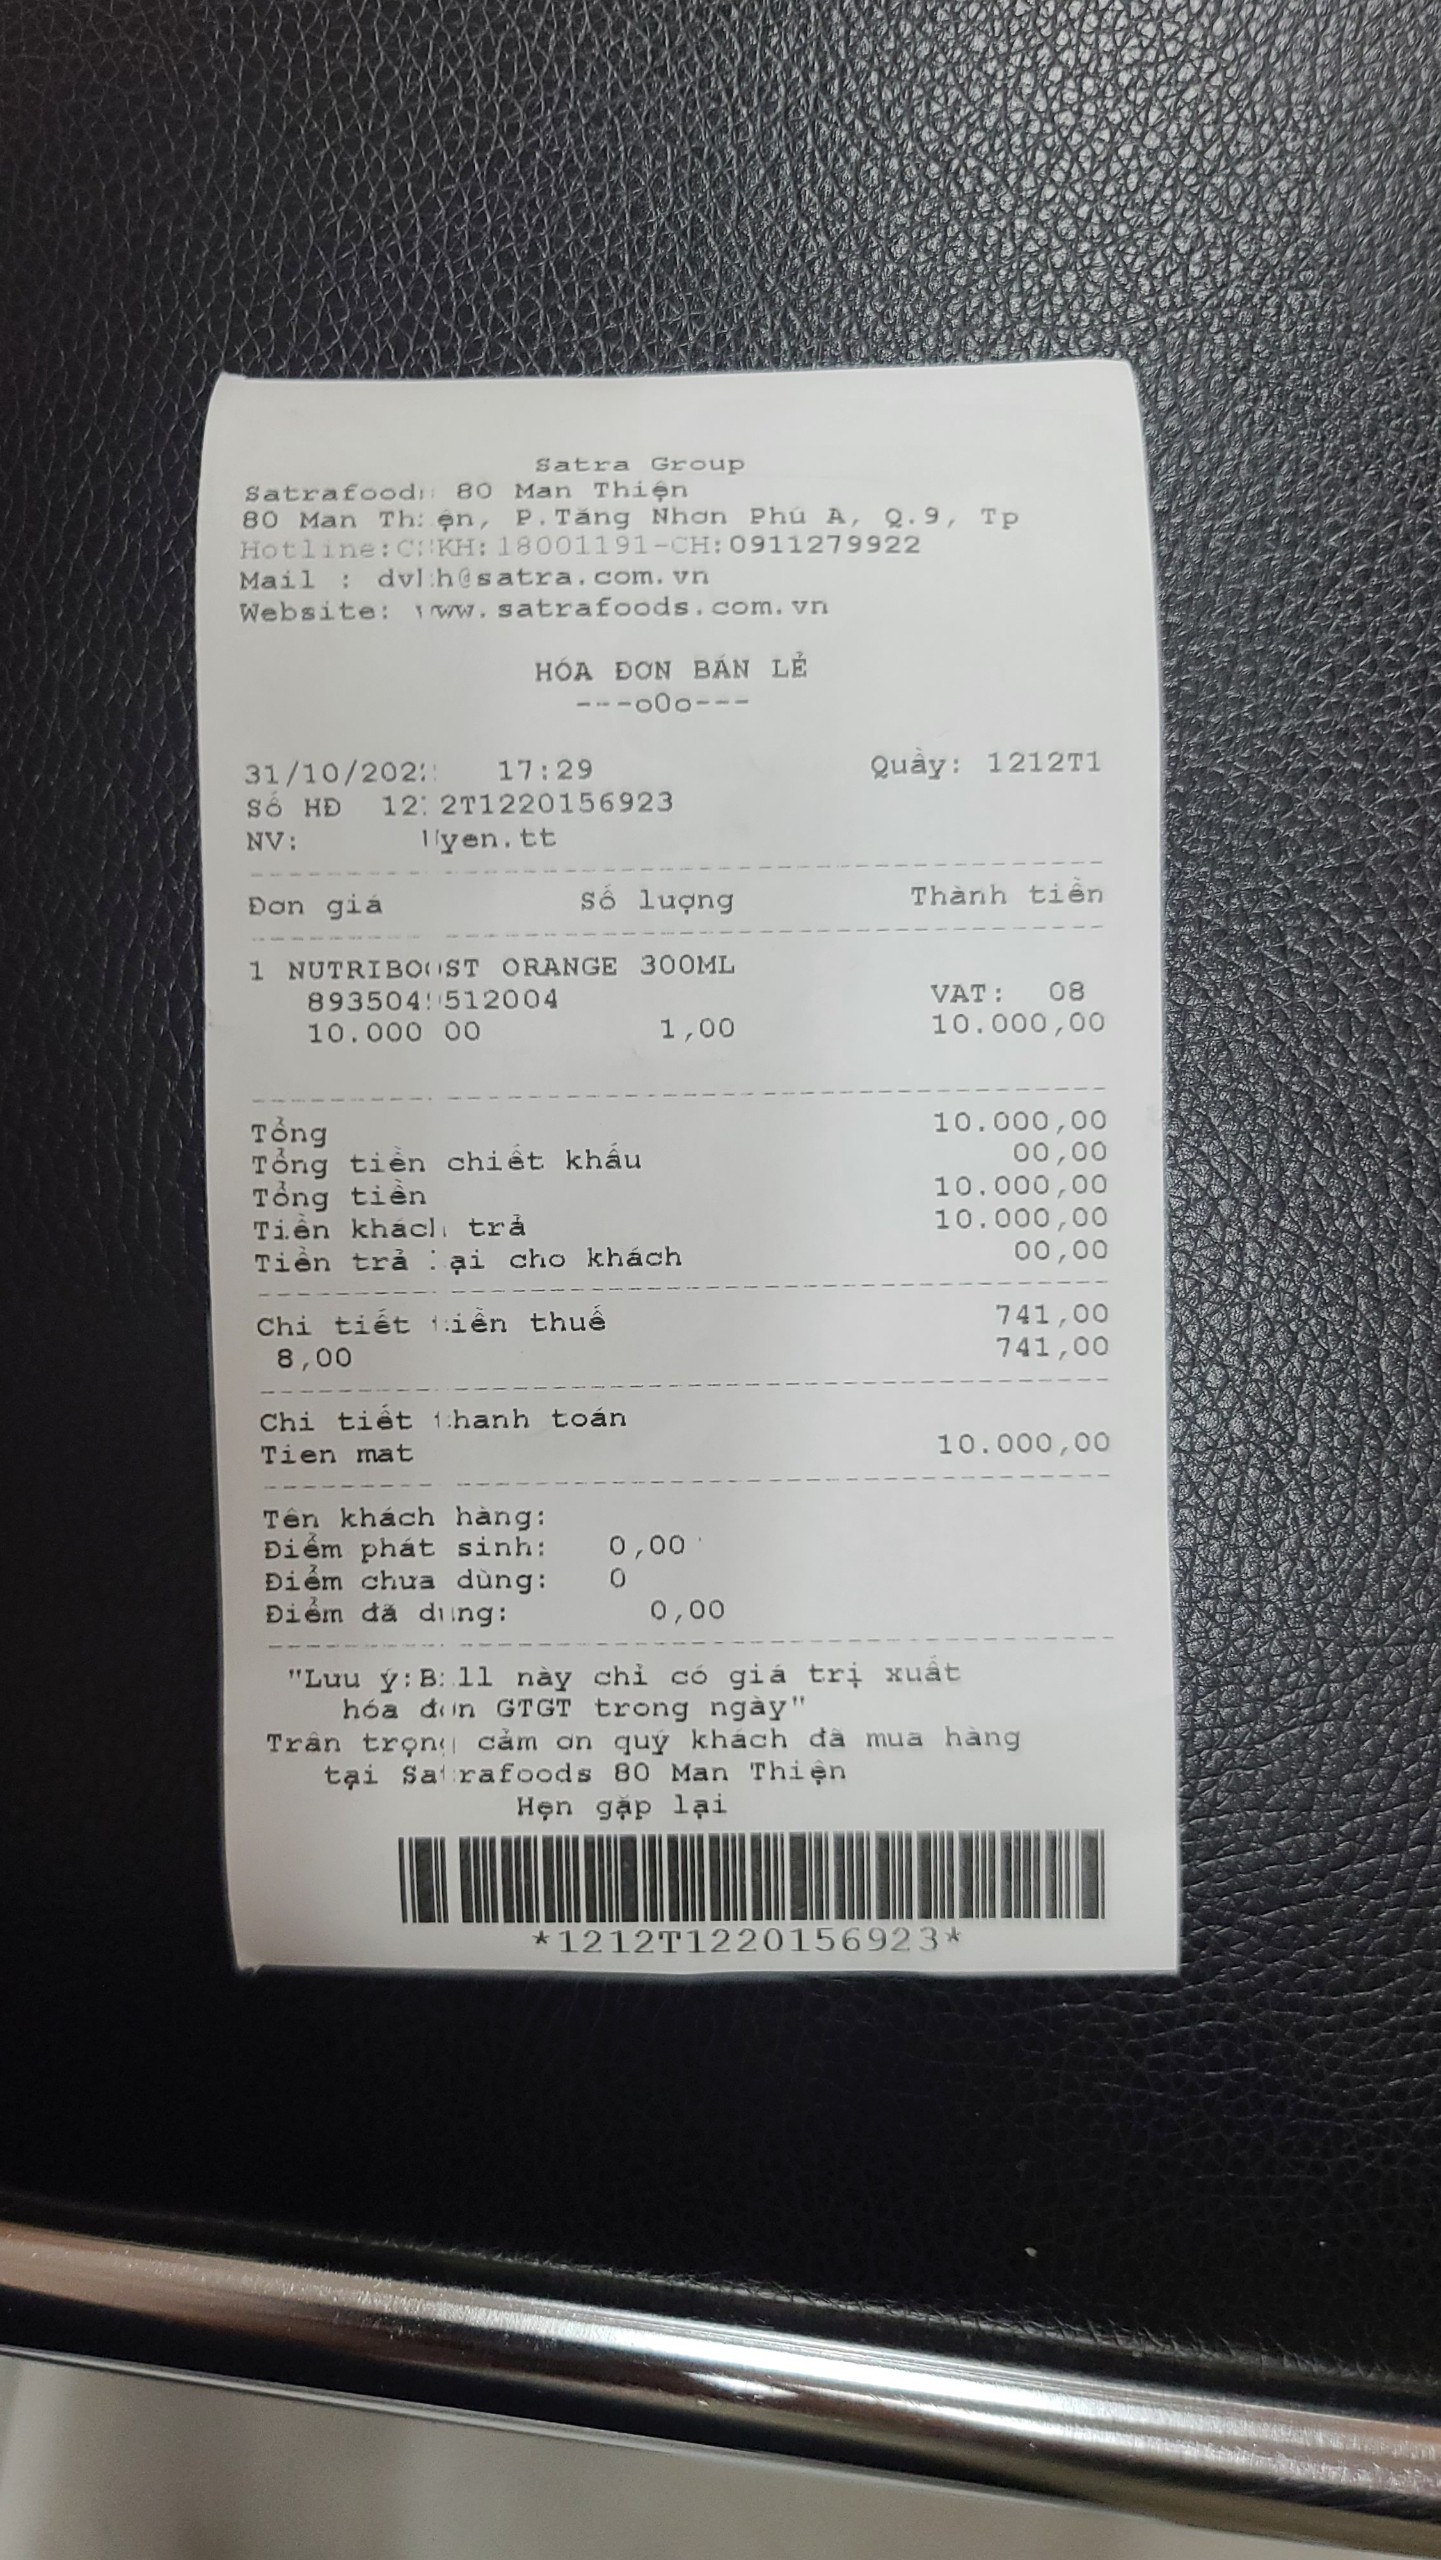 Satra Group
Satrafoods 80 Man Thiện
80 Man Thiện, P.Tăng Nhơn Phú A, Q.9, Tp
Hotline:CSKH:18001191-CH:0911279922
Mail : dvkh@satra.com.vn
Website: www.satrafoods.com.vn
HÓA ĐƠN BÁN LẺ
---o0o---
31/10/2022 17:29 Quầy: 1212T1
Số HĐ 1212T1220156923
NV: Uyen.tt
Đơn giá Số lượng Thành tiền
1 NUTRIBOOST ORANGE 300ML
8935049512004 VAT: 08
10.000 00 1,00 10.000,00
Tổng 10.000,00
Tổng tiền chiết khấu 00,00
Tổng tiền 10.000,00
Tiền khách trả 10.000,00
Tiền trả lại cho khách 00,00
Chi tiết tiền thuế 741,00
8,00 741,00
Chi tiết thanh toán
Tien mat 10.000,00
Tên khách hàng:
Điểm phát sinh: 0,00
Điểm chưa dùng: 0
Điểm đã dùng: 0,00
"Lưu ý:Bill này chỉ có giá trị xuất
hóa đơn GTGT trong ngày"
Trân trọng cảm ơn quý khách đã mua hàng
tại Satrafoods 80 Man Thiện
Hẹn gặp lại
*1212T1220156923*